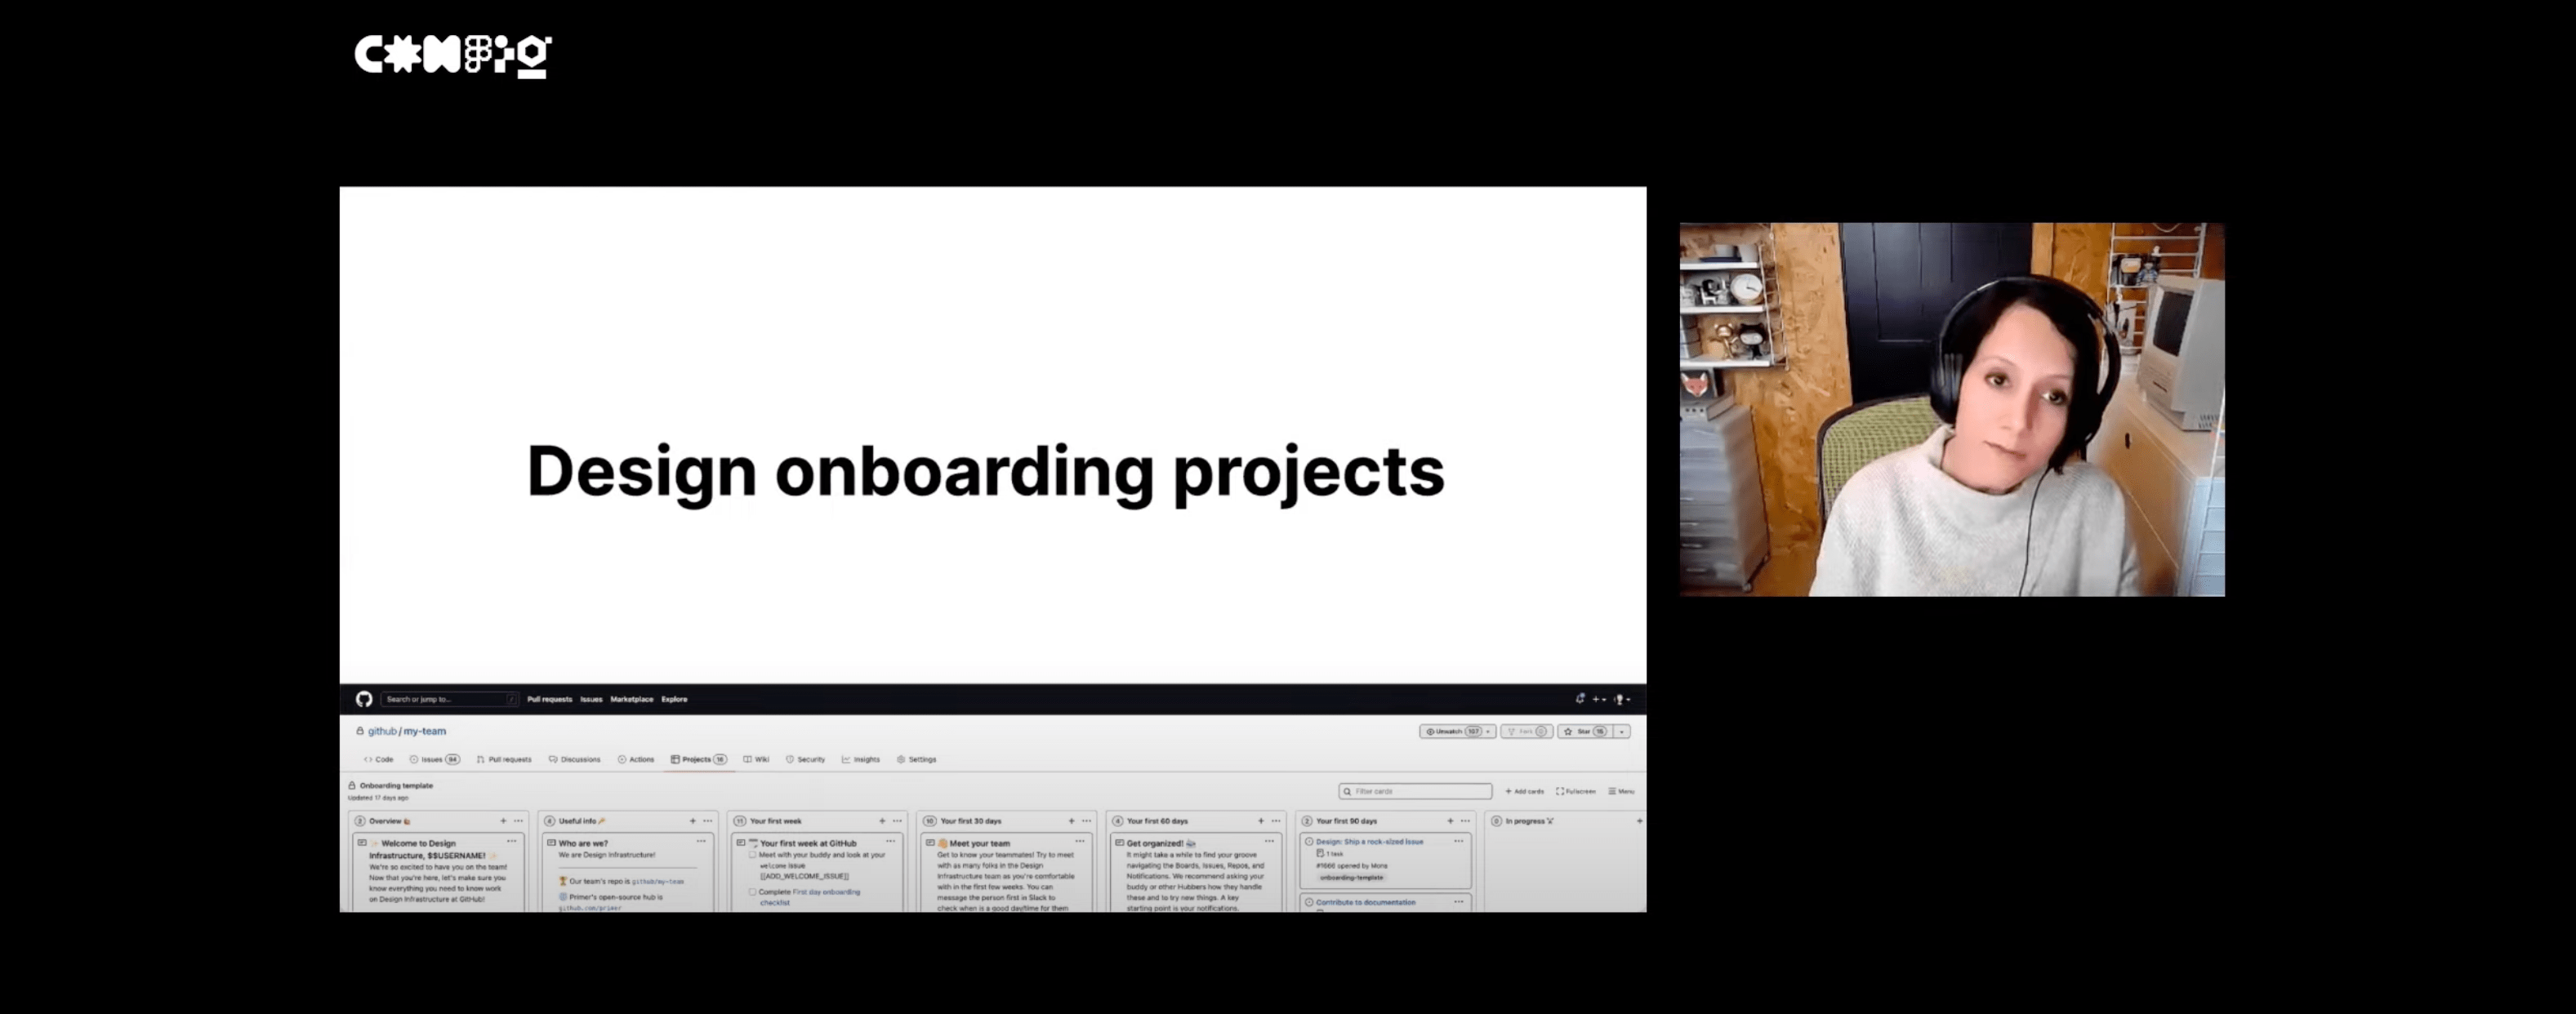 CONFIG
Design onboarding projects
Search or jump to... /
Pull requests Issues Marketplace Explore
github / my-team
Unwatch 107 Fork 0 Star 15
Code Issues 94 Pull requests Discussions Actions Projects 16 Wiki Security Insights Settings
Onboarding template
Updated 17 days ago
Filter cards + Add cards Fullscreen Menu
2 Overview
Welcome to Design
Infrastructure, $$USERNAME!
We're so excited to have you on the team!
Now that you're here, let's make sure you
know everything you need to know work
on Design Infrastructure at GitHub!
4 Useful info
Who are we?
We are Design Infrastructure!
Our team's repo is github/my-team
Primer's open-source hub is
github.com/primer
11 Your first week
Your first week at GitHub
Meet with your buddy and look at your
welcome issue
[[ADD_WELCOME_ISSUE]]
Complete First day onboarding
checklist
10 Your first 30 days
Meet your team
Get to know your teammates! Try to meet
with as many folks in the Design
Infrastructure team as you're comfortable
with in the first few weeks. You can
message the person first in Slack to
check when is a good day/time for them
4 Your first 60 days
Get organized!
It might take a while to find your groove
navigating the Boards, Issues, Repos, and
Notifications. We recommend asking your
buddy or other Hubbers how they handle
these and to try new things. A key
starting point is your notifications.
2 Your first 90 days
Design: Ship a rock-sized issue
1 task
opened by Mona
onboarding-template
Contribute to documentation
0 In progress